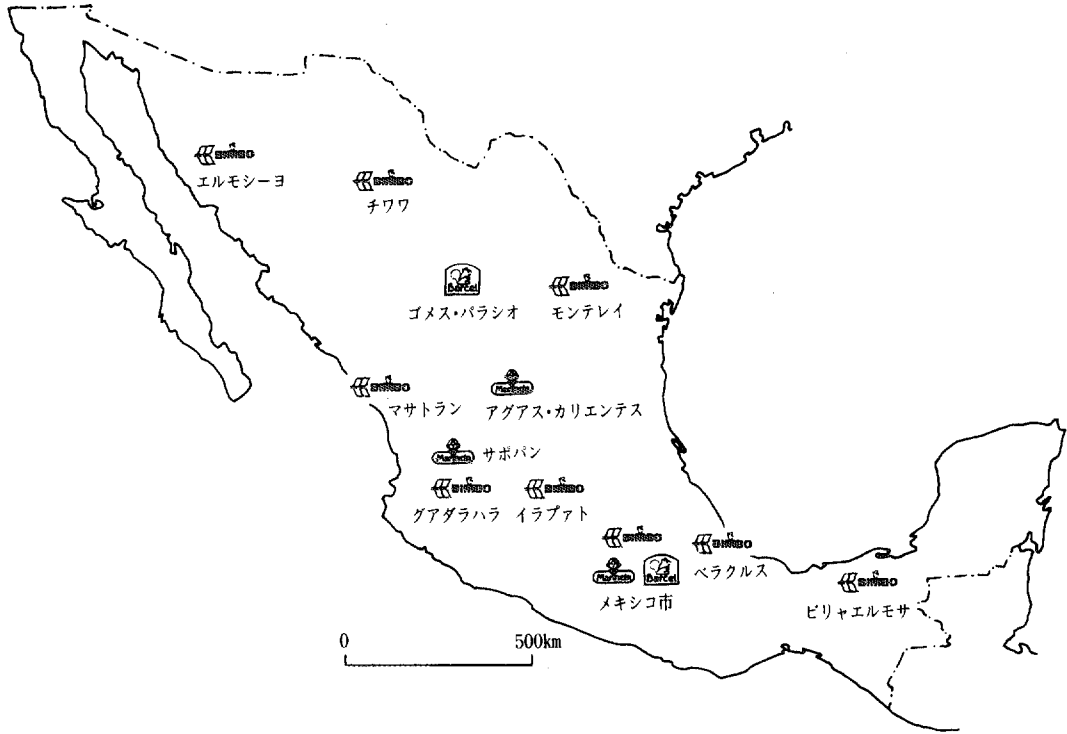 BIMBO
エルモシーヨ
BIMBO
チワワ
Barcel
ゴメス・パラシオ
BIMBO
モンテレイ
BIMBO
マサトラン
Marinela
アグアス・カリエンテス
Marinela
サポパン
BIMBO
グアダラハラ
BIMBO
イラプァト
BIMBO
Marinela
Barcel
メキシコ市
BIMBO
ベラクルス
BIMBO
ビリャエルモサ
0 500km